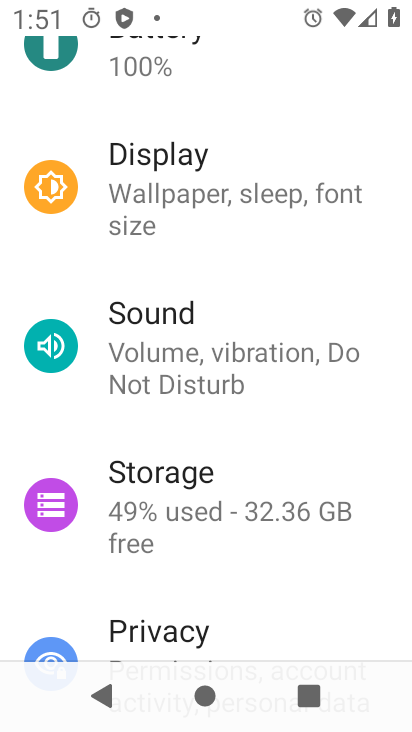 1:51
Battery
100%
Display
Wallpaper, sleep, font
size
Sound
Volume, vibration, Do
Not Disturb
Storage
49% used - 32.36 GB
free
Privacy
Permissions, account
activity, personal data